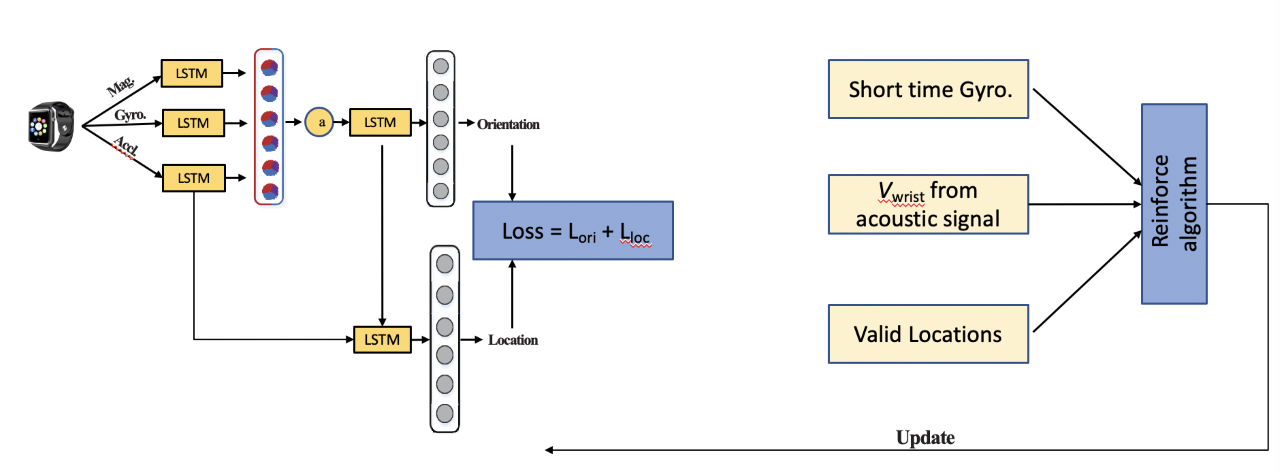 Mag.
Gyro.
Accl.
LSTM
LSTM
LSTM
a
LSTM
Orientation
Loss = Lori + Lloc
LSTM
Location
Short time Gyro.
Vwrist from
acoustic signal
Valid Locations
Reinforce
algorithm
Update